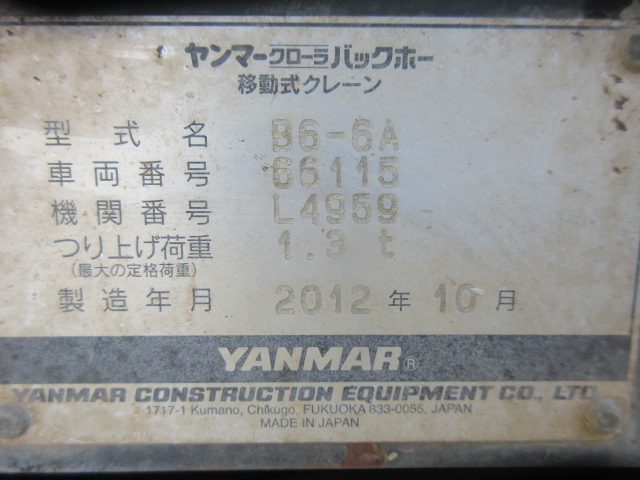 ヤンマークローラバックホー
移動式クレーン
型式名 B6-6A
車両番号 66115
機関番号 L4959
つり上げ荷重 1.3 t
(最大の定格荷重)
製造年月 2012 年 10 月
YANMAR®
YANMAR CONSTRUCTION EQUIPMENT CO., LTD.
1717-1 Kumano, Chikugo, FUKUOKA 833-0055, JAPAN
MADE IN JAPAN